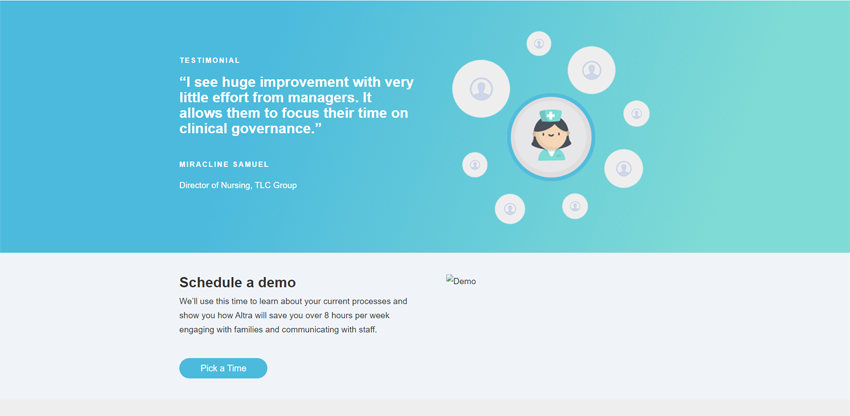 TESTIMONIAL
“I see huge improvement with very
little effort from managers. It
allows them to focus their time on
clinical governance.”
MIRACLINE SAMUEL
Director of Nursing, TLC Group
Schedule a demo
We’ll use this time to learn about your current processes and
show you how Altra will save you over 8 hours per week
engaging with families and communicating with staff.
Demo
Pick a Time